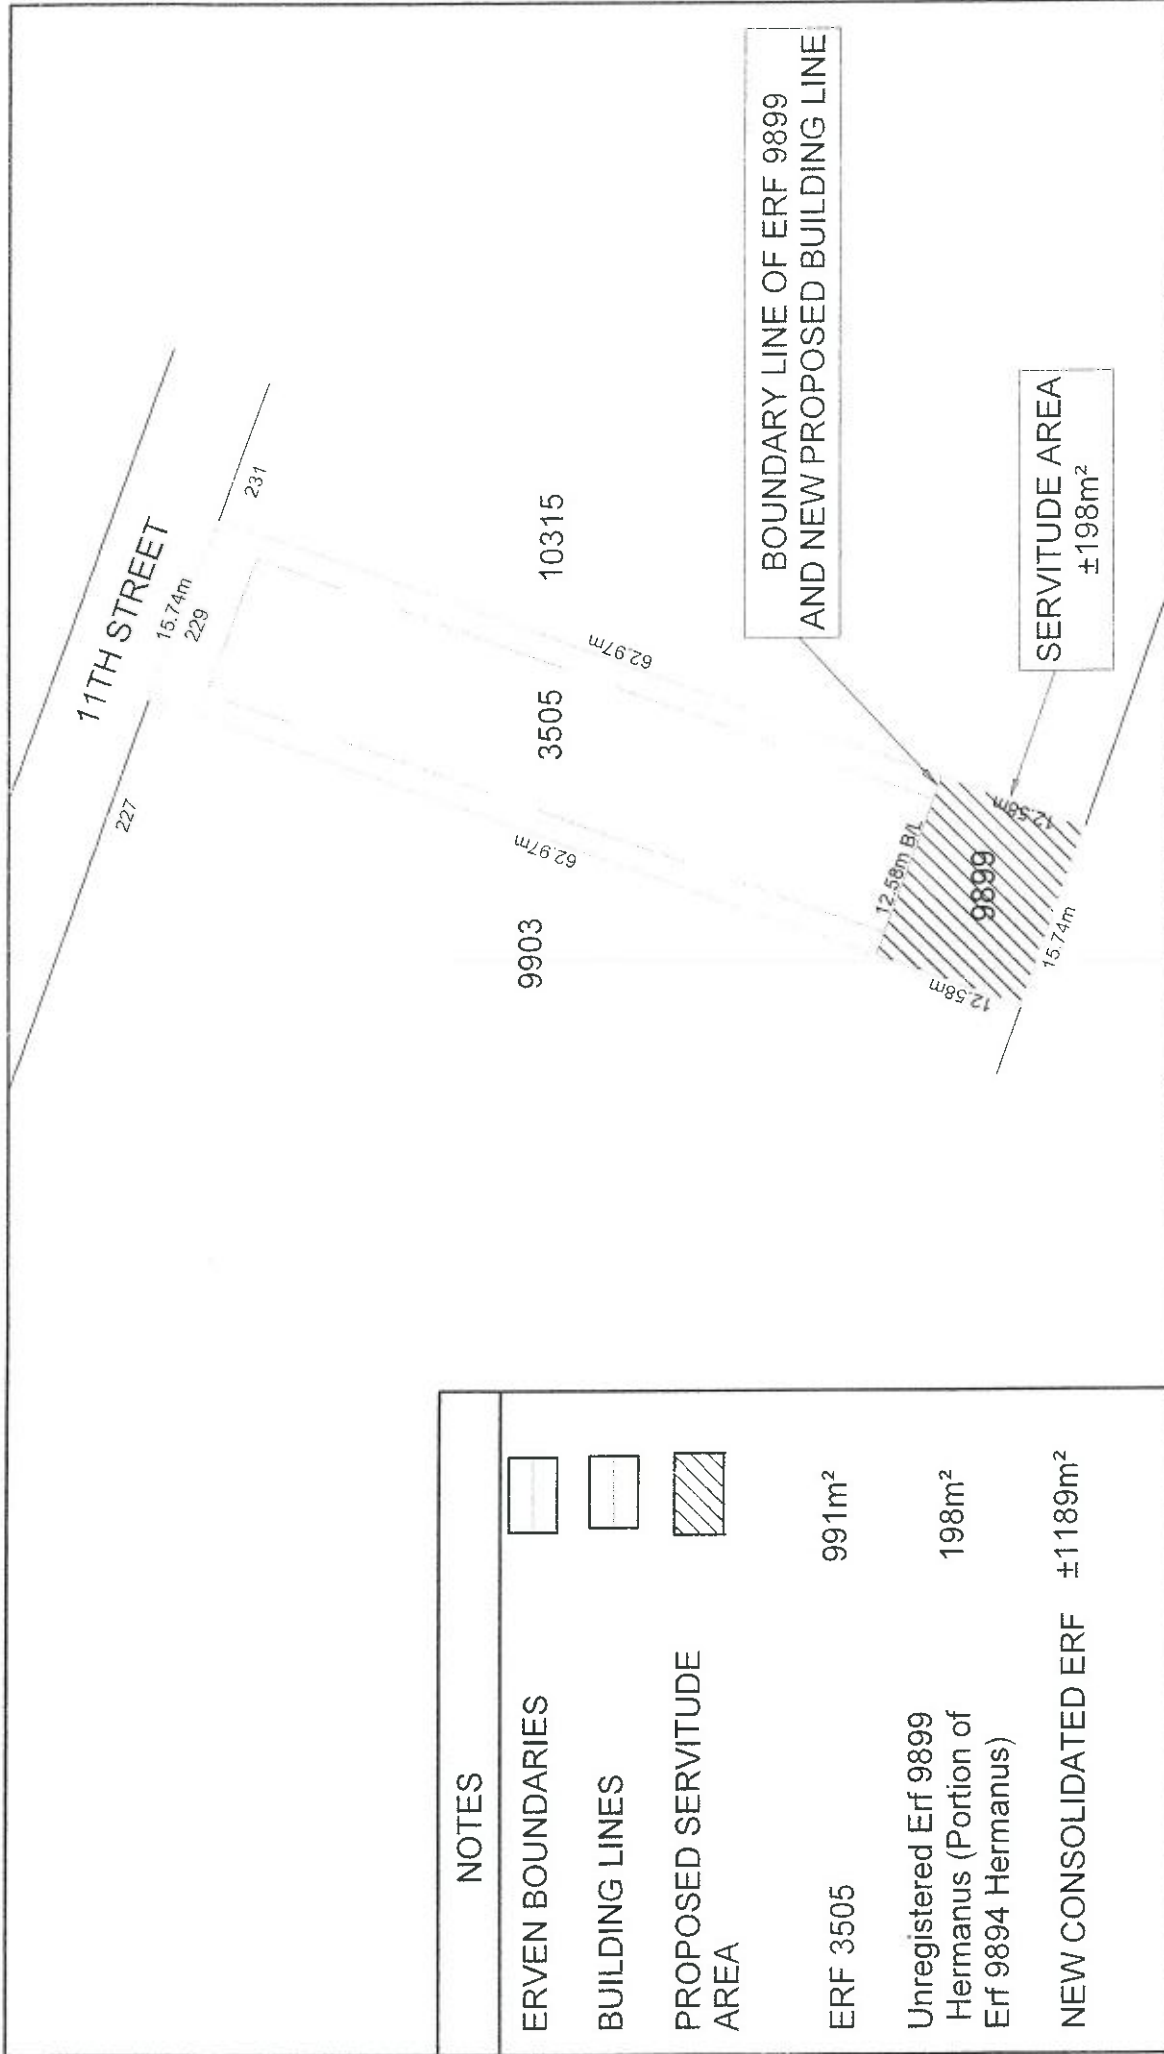 11TH STREET
227
15.74m
229
231
62.97m
62.97m
9903
3505
10315
12.58m B/L
9899
12.58m
12.58m
15.74m
BOUNDARY LINE OF ERF 9899
AND NEW PROPOSED BUILDING LINE
SERVITUDE AREA
±198m²
NOTES
ERVEN BOUNDARIES
BUILDING LINES
PROPOSED SERVITUDE
AREA
ERF 3505 991m²
Unregistered Erf 9899
Hermanus (Portion of 198m²
Erf 9894 Hermanus)
NEW CONSOLIDATED ERF ±1189m²